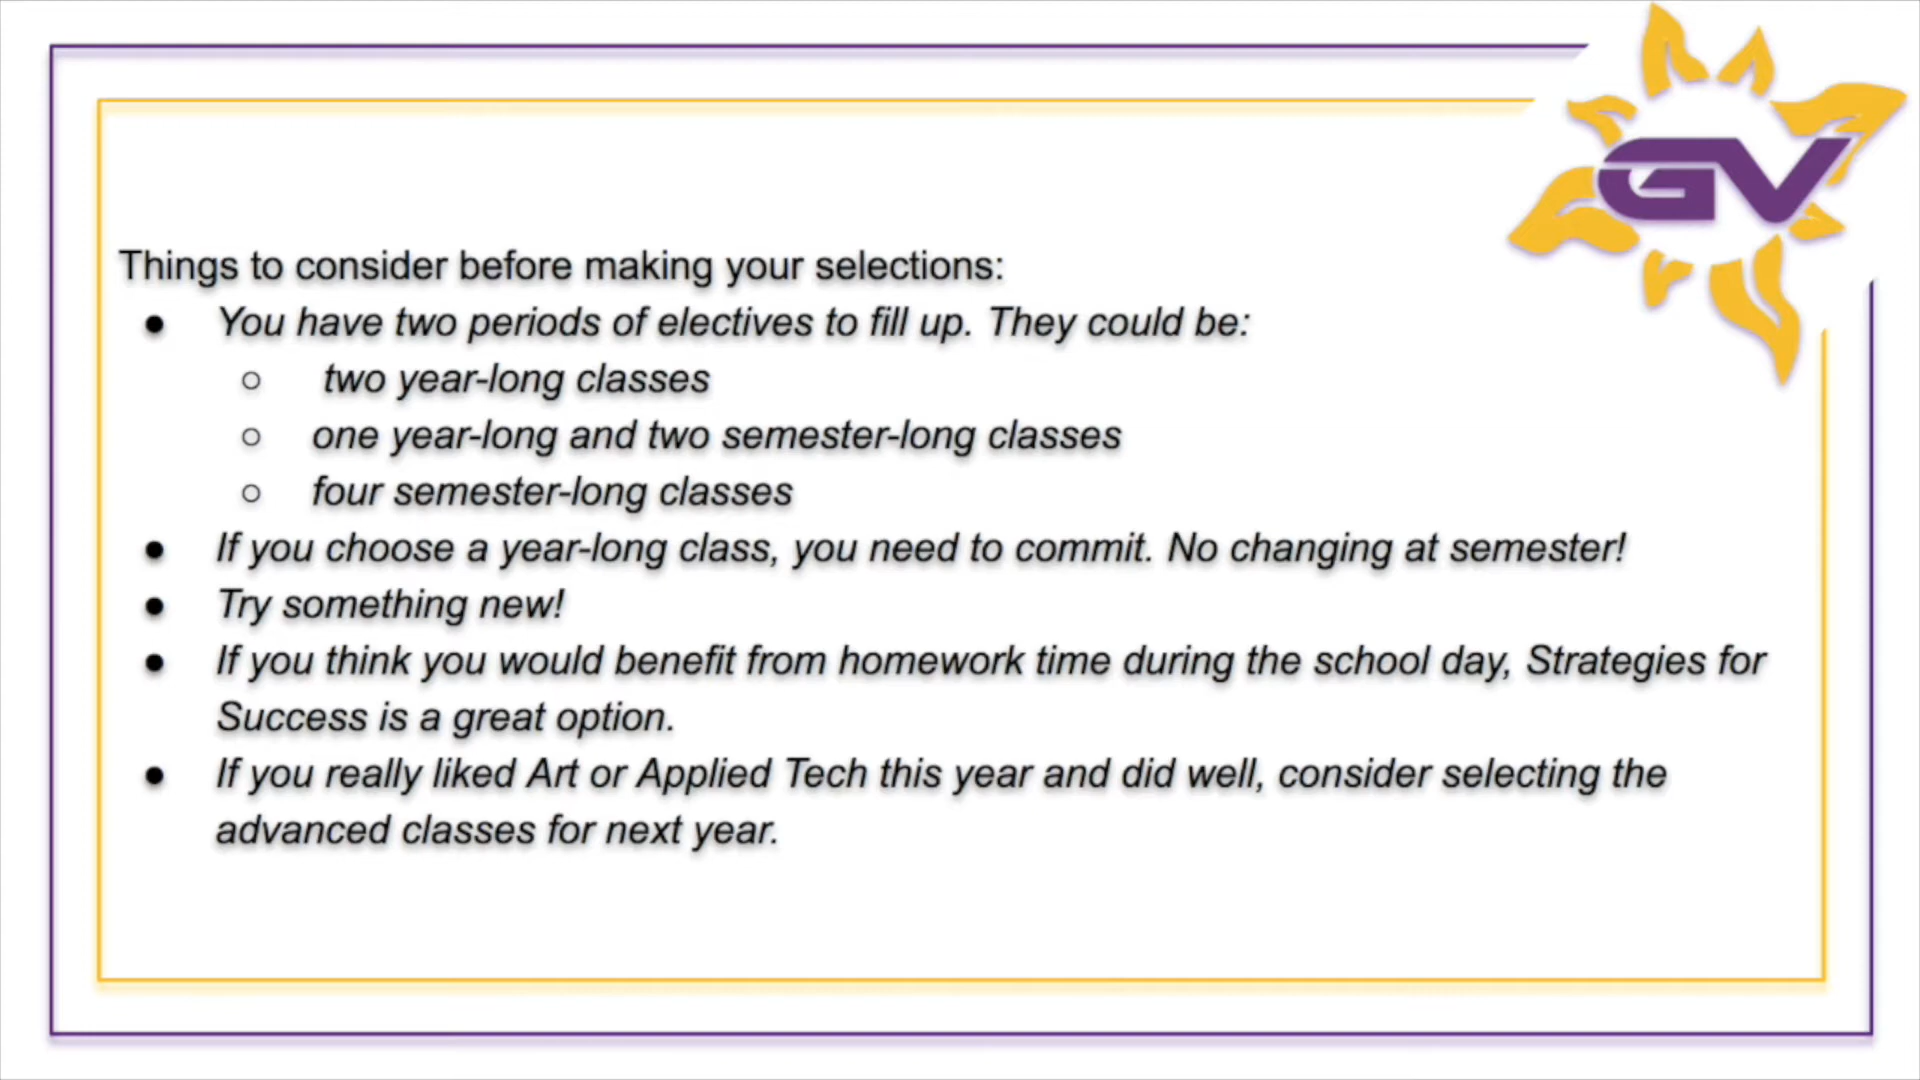 GV
Things to consider before making your selections:
● You have two periods of electives to fill up. They could be:
○ two year-long classes
○ one year-long and two semester-long classes
○ four semester-long classes
● If you choose a year-long class, you need to commit. No changing at semester!
● Try something new!
● If you think you would benefit from homework time during the school day, Strategies for
Success is a great option.
● If you really liked Art or Applied Tech this year and did well, consider selecting the
advanced classes for next year.